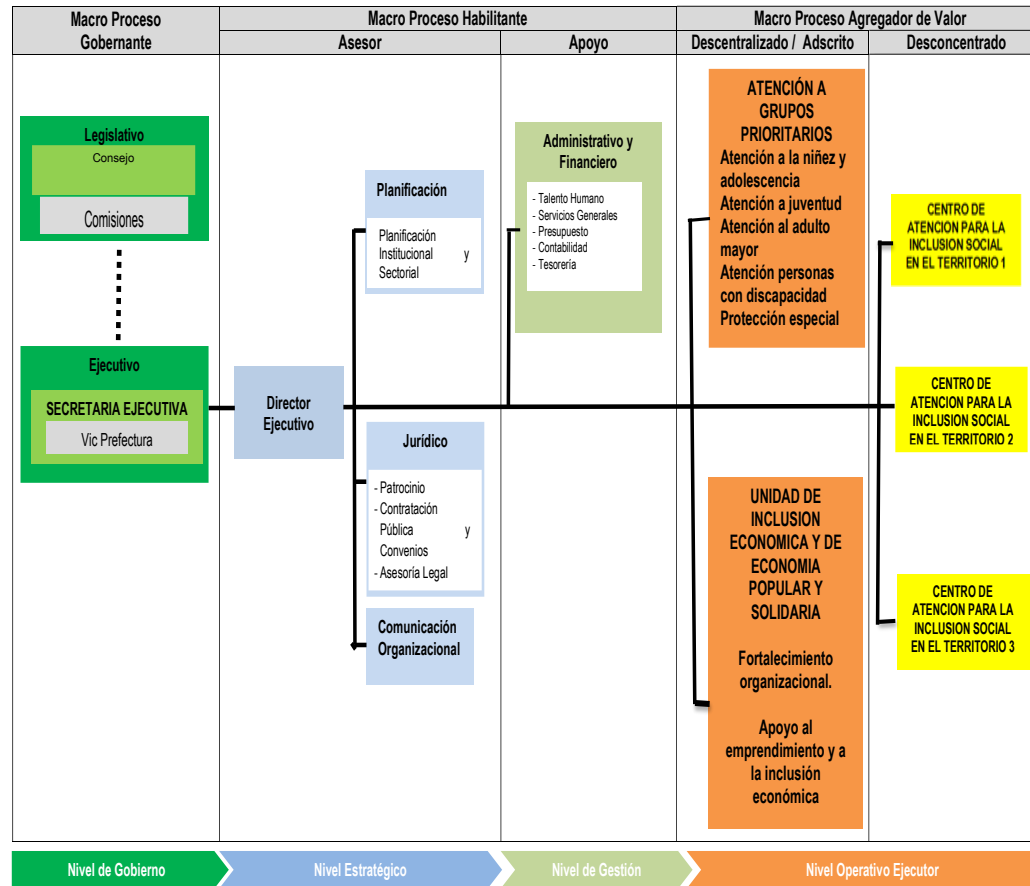 Macro Proceso
Gobernante
Macro Proceso Habilitante
Macro Proceso Agregador de Valor
Asesor
Apoyo
Descentralizado / Adscrito
Desconcentrado
Legislativo
Consejo
Comisiones
Ejecutivo
SECRETARIA EJECUTIVA
Vic Prefectura
Director
Ejecutivo
Planificación
Planificación
Institucional y
Sectorial
Jurídico
- Patrocinio
- Contratación
Pública y
Convenios
- Asesoría Legal
Comunicación
Organizacional
Administrativo y
Financiero
- Talento Humano
- Servicios Generales
- Presupuesto
- Contabilidad
- Tesorería
ATENCIÓN A
GRUPOS
PRIORITARIOS
Atención a la niñez y
adolescencia
Atención a juventud
Atención al adulto
mayor
Atención personas
con discapacidad
Protección especial
UNIDAD DE
INCLUSION
ECONOMICA Y DE
ECONOMIA
POPULAR Y
SOLIDARIA
Fortalecimiento
organizacional.
Apoyo al
emprendimiento y a
la inclusión
económica
CENTRO DE
ATENCION PARA LA
INCLUSION SOCIAL
EN EL TERRITORIO 1
CENTRO DE
ATENCION PARA LA
INCLUSION SOCIAL
EN EL TERRITORIO 2
CENTRO DE
ATENCION PARA LA
INCLUSION SOCIAL
EN EL TERRITORIO 3
Nivel de Gobierno
Nivel Estratégico
Nivel de Gestión
Nivel Operativo Ejecutor